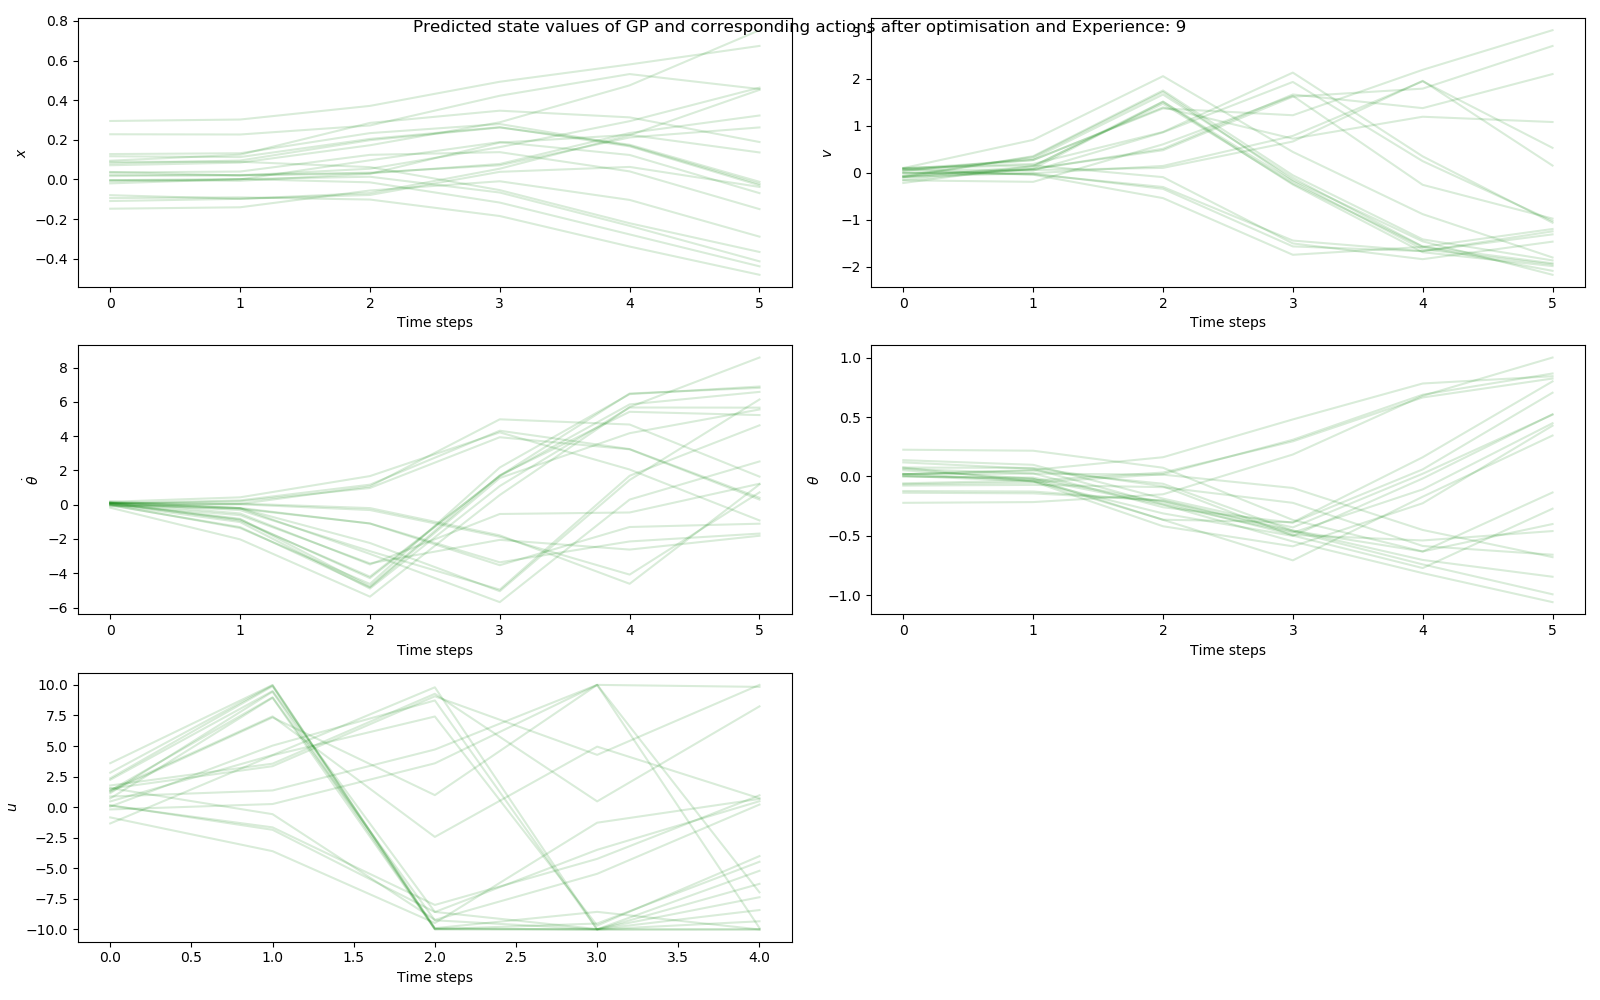 Predicted state values of GP and corresponding actions after optimisation and Experience: 9
0.8
0.6
0.4
0.2
0.0
−0.2
−0.4
x
0 1 2 3 4 5
Time steps
3
2
1
0
−1
−2
v
0 1 2 3 4 5
Time steps
8
6
4
2
0
−2
−4
−6
θ̇
0 1 2 3 4 5
Time steps
1.0
0.5
0.0
−0.5
−1.0
θ
0 1 2 3 4 5
Time steps
10.0
7.5
5.0
2.5
0.0
−2.5
−5.0
−7.5
−10.0
u
0.0 0.5 1.0 1.5 2.0 2.5 3.0 3.5 4.0
Time steps